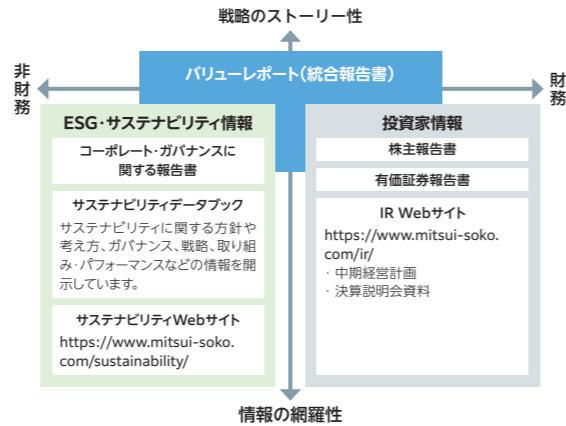 戦略のストーリー性
非財務
財務
バリューレポート（統合報告書）
ESG・サステナビリティ情報
コーポレート・ガバナンスに
関する報告書
サステナビリティデータブック
サステナビリティに関する方針や
考え方、ガバナンス、戦略、取り組
み・パフォーマンスなどの情報を開
示しています。
サステナビリティWebサイト
https://www.mitsui-soko.
com/sustainability/
投資家情報
株主報告書
有価証券報告書
IR Webサイト
https://www.mitsui-soko.
com/ir/
・中期経営計画
・決算説明会資料
情報の網羅性